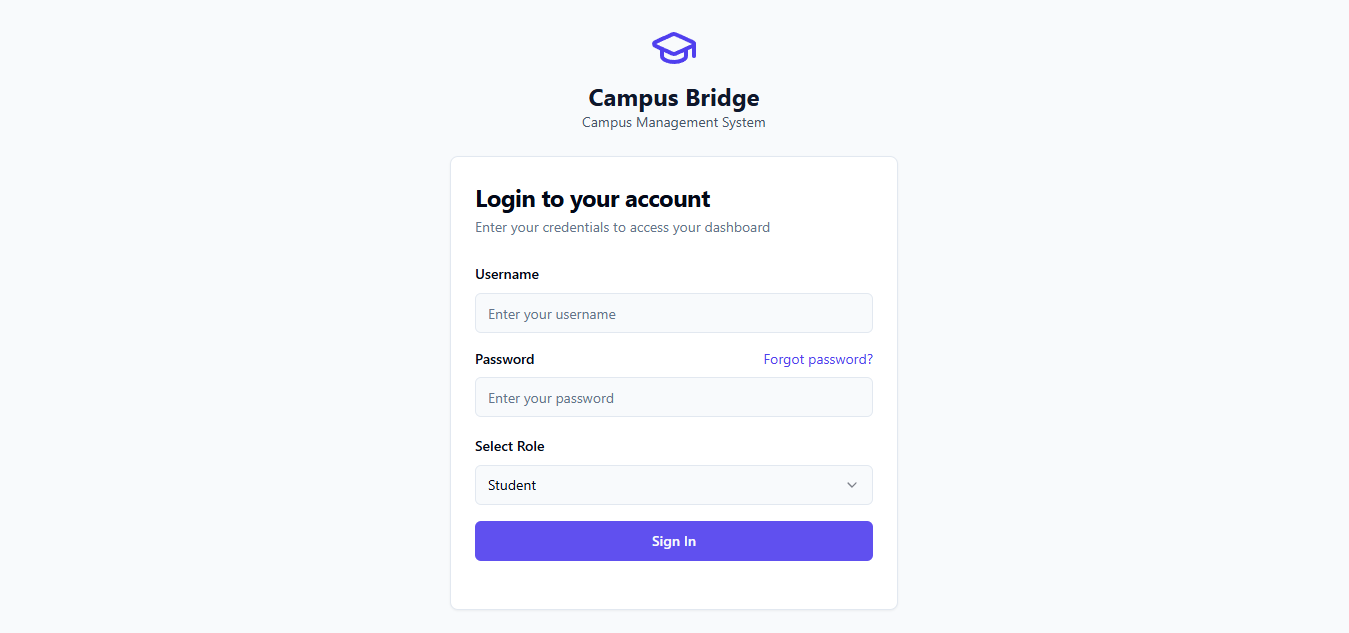 Campus Bridge
Campus Management System
Login to your account
Enter your credentials to access your dashboard
Username
Enter your username
Password Forgot password?
Enter your password
Select Role
Student
Sign In